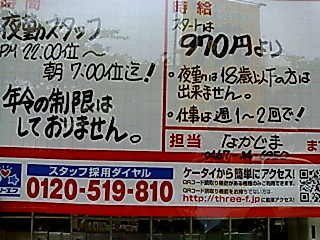 時間
夜勤スタッフ
PM 22:00位〜
朝 7:00位迄!
年令の制限は
しておりません。
時給
スタートは
970円より
・夜勤は18歳以下の方は
出来ません。
・仕事は週1〜2回で!
担当 なかじま ま
スタッフ採用ダイヤル
0120-519-810
ケータイから簡単にアクセス!
http://three-f.jp